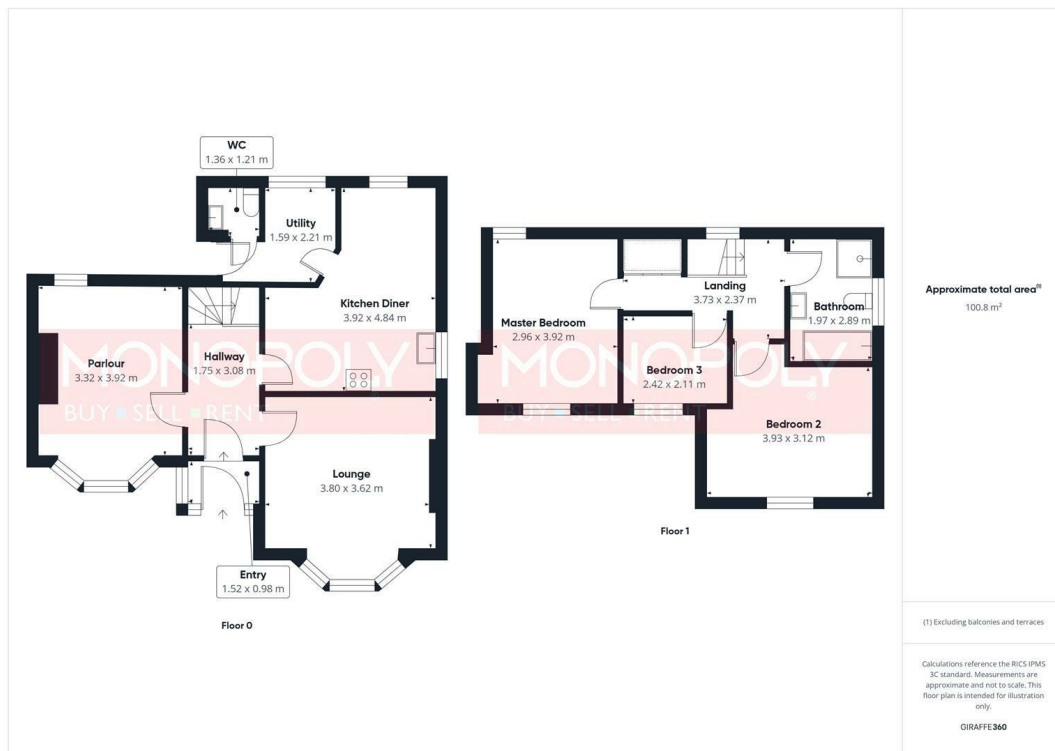 WC
1.36 x 1.21 m
Utility
1.59 x 2.21 m
Kitchen Diner
3.92 x 4.84 m
Parlour
3.32 x 3.92 m
Hallway
1.75 x 3.08 m
Lounge
3.80 x 3.62 m
Entry
1.52 x 0.98 m
Floor 0
MONOPOLY
BUY SELL RENT
®
Landing
3.73 x 2.37 m
Bathroom
1.97 x 2.89 m
Master Bedroom
2.96 x 3.92 m
Bedroom 3
2.42 x 2.11 m
Bedroom 2
3.93 x 3.12 m
Floor 1
MONOPOLY
BUY SELL RENT
®
Approximate total area(1)
100.8 m²
(1) Excluding balconies and terraces
Calculations reference the RICS IPMS
3C standard. Measurements are
approximate and not to scale. This
floor plan is intended for illustration
only.
GIRAFFE360